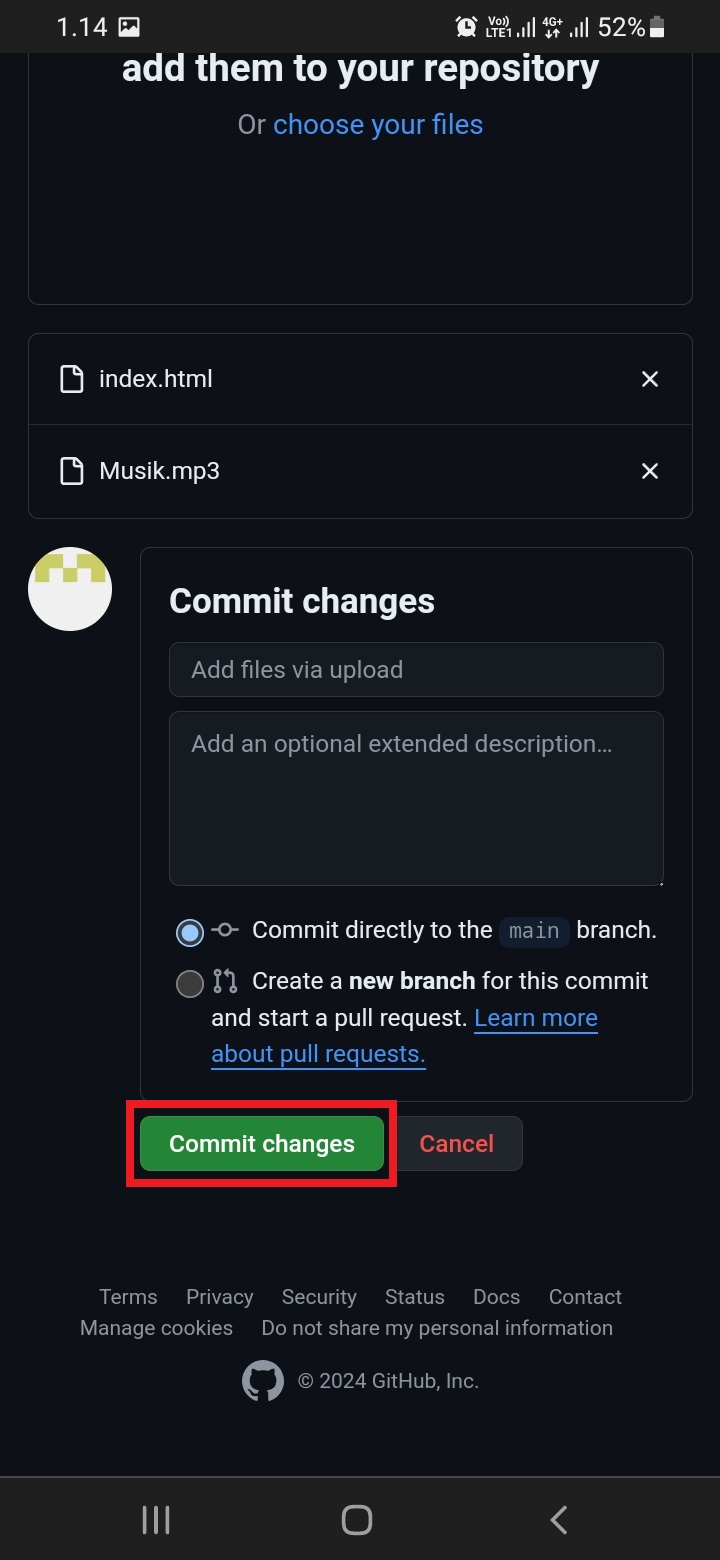 1.14 Vo)) LTE1 4G+ 52%
add them to your repository
Or choose your files
index.html
Musik.mp3
Commit changes
Add files via upload
Add an optional extended description…
Commit directly to the main branch.
Create a new branch for this commit
and start a pull request. Learn more
about pull requests.
Commit changes Cancel
Terms Privacy Security Status Docs Contact
Manage cookies Do not share my personal information
© 2024 GitHub, Inc.